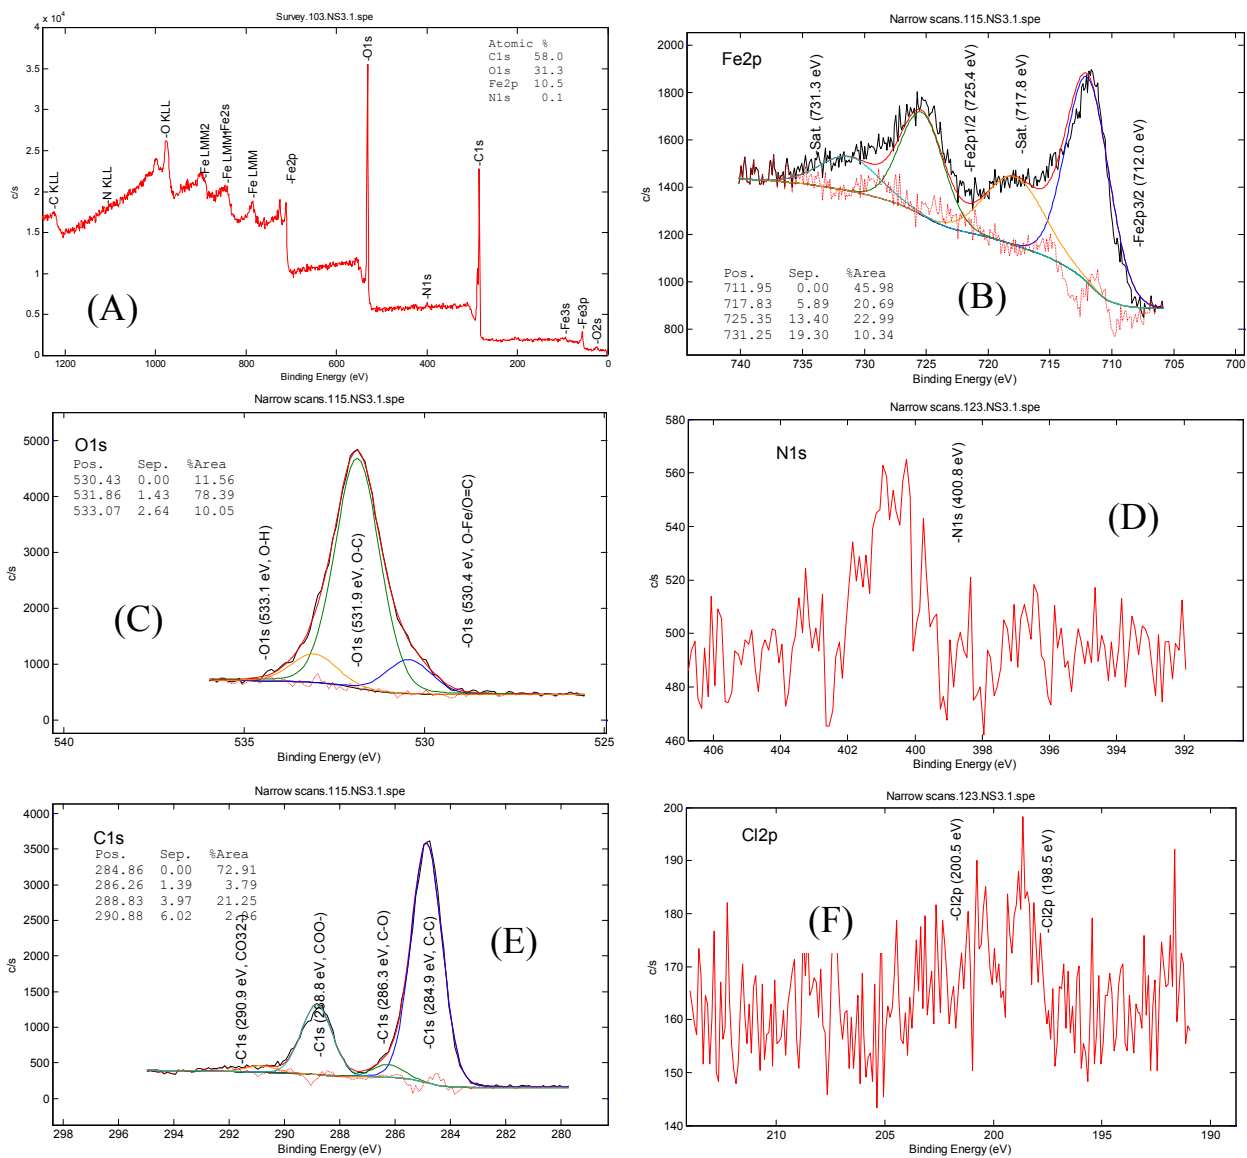 Survey.103.NS3.1.spe
x 10⁴
4
3.5
3
2.5
2
1.5
1
0.5
0
c/s
-C KLL
-N KLL
-O KLL
-Fe LMM2
-Fe LMM1
-Fe2s
-Fe LMM
-Fe2p
-O1s
-N1s
-C1s
-Fe3s
-Fe3p
-O2s
Atomic %
C1s 58.0
O1s 31.3
Fe2p 10.5
N1s 0.1
(A)
1200 1000 800 600 400 200 0
Binding Energy (eV)
Narrow scans.115.NS3.1.spe
Fe2p
2000
1800
1600
1400
1200
1000
800
c/s
Sat. (731.3 eV)
-Fe2p1/2 (725.4 eV)
-Sat. (717.8 eV)
-Fe2p3/2 (712.0 eV)
Pos. Sep. %Area
711.95 0.00 45.98
717.83 5.89 20.69
725.35 13.40 22.99
731.25 19.30 10.34
(B)
740 735 730 725 720 715 710 705 700
Binding Energy (eV)
Narrow scans.115.NS3.1.spe
O1s
Pos. Sep. %Area
530.43 0.00 11.56
531.86 1.43 78.39
533.07 2.64 10.05
5000
4000
3000
2000
1000
0
c/s
-O1s (533.1 eV, O-H)
-O1s (531.9 eV, O-C)
-O1s (530.4 eV, O-Fe/O=C)
(C)
540 535 530 525
Binding Energy (eV)
Narrow scans.123.NS3.1.spe
N1s
580
560
540
520
500
480
460
c/s
-N1s (400.8 eV)
(D)
406 404 402 400 398 396 394 392
Binding Energy (eV)
Narrow scans.115.NS3.1.spe
C1s
Pos. Sep. %Area
284.86 0.00 72.91
286.26 1.39 3.79
288.83 3.97 21.25
290.88 6.02
4000
3500
3000
2500
2000
1500
1000
500
0
c/s
-C1s (290.9 eV, CO32-)
-C1s (288.8 eV, COO-)
-C1s (286.3 eV, C-O)
-C1s (284.9 eV, C-C)
(E)
298 296 294 292 290 288 286 284 282 280
Binding Energy (eV)
Narrow scans.123.NS3.1.spe
Cl2p
200
190
180
170
160
150
140
c/s
-Cl2p (200.5 eV)
-Cl2p (198.5 eV)
(F)
210 205 200 195 190
Binding Energy (eV)